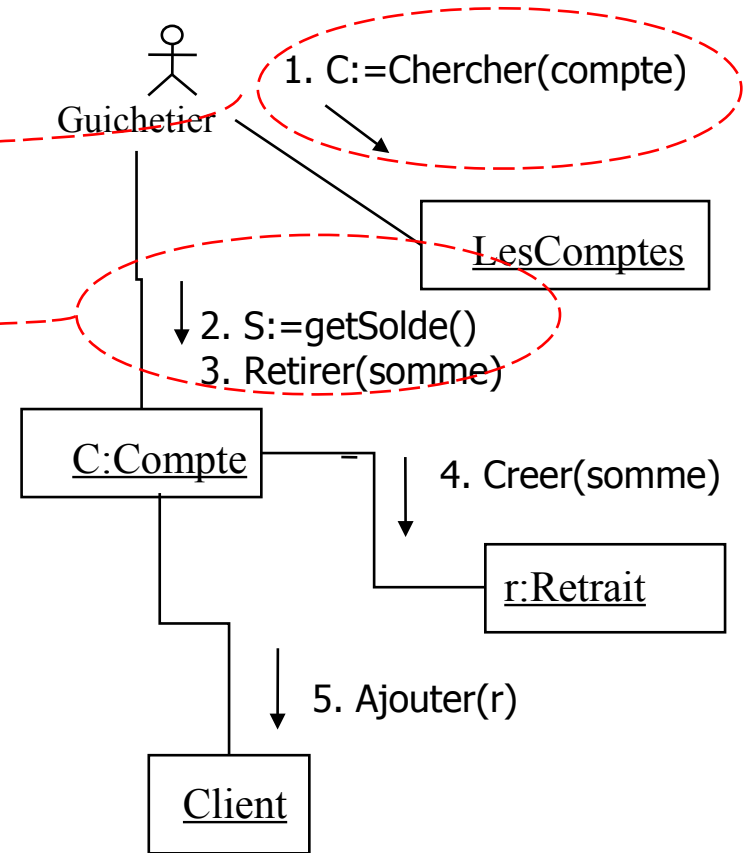 1. C:=Chercher(compte)
Guichetier
LesComptes
2. S:=getSolde()
3. Retirer(somme)
C:Compte
4. Creer(somme)
r:Retrait
5. Ajouter(r)
Client